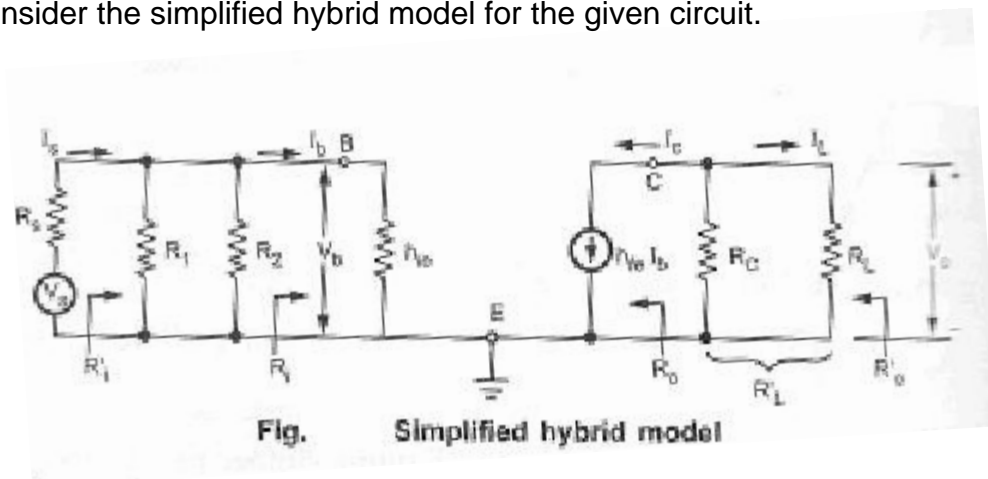 nsider the simplified hybrid model for the given circuit.
Is Ib B Ic IL
C
Rs R1 R2 Vb hie hfe Ib RC RL Vo
Vs
E
R'i Ri Ro R'L R'o
Fig. Simplified hybrid model